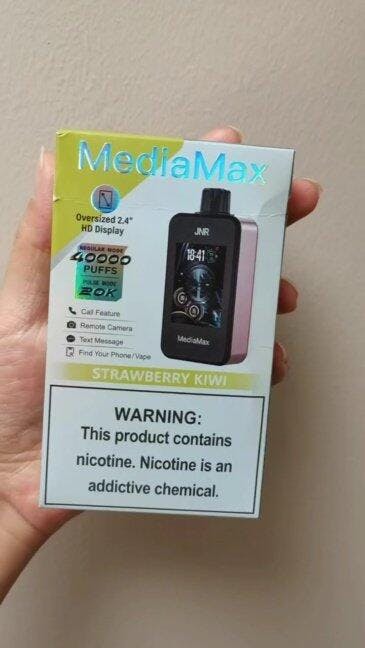 MediaMax
Oversized 2.4"
HD Display
REGULAR MODE
40000
PUFFS
PULSE MODE
20K
Call Feature
Remote Camera
Text Message
Find Your Phone/Vape
JNR
10:41
MediaMax
STRAWBERRY KIWI
WARNING:
This product contains
nicotine. Nicotine is an
addictive chemical.